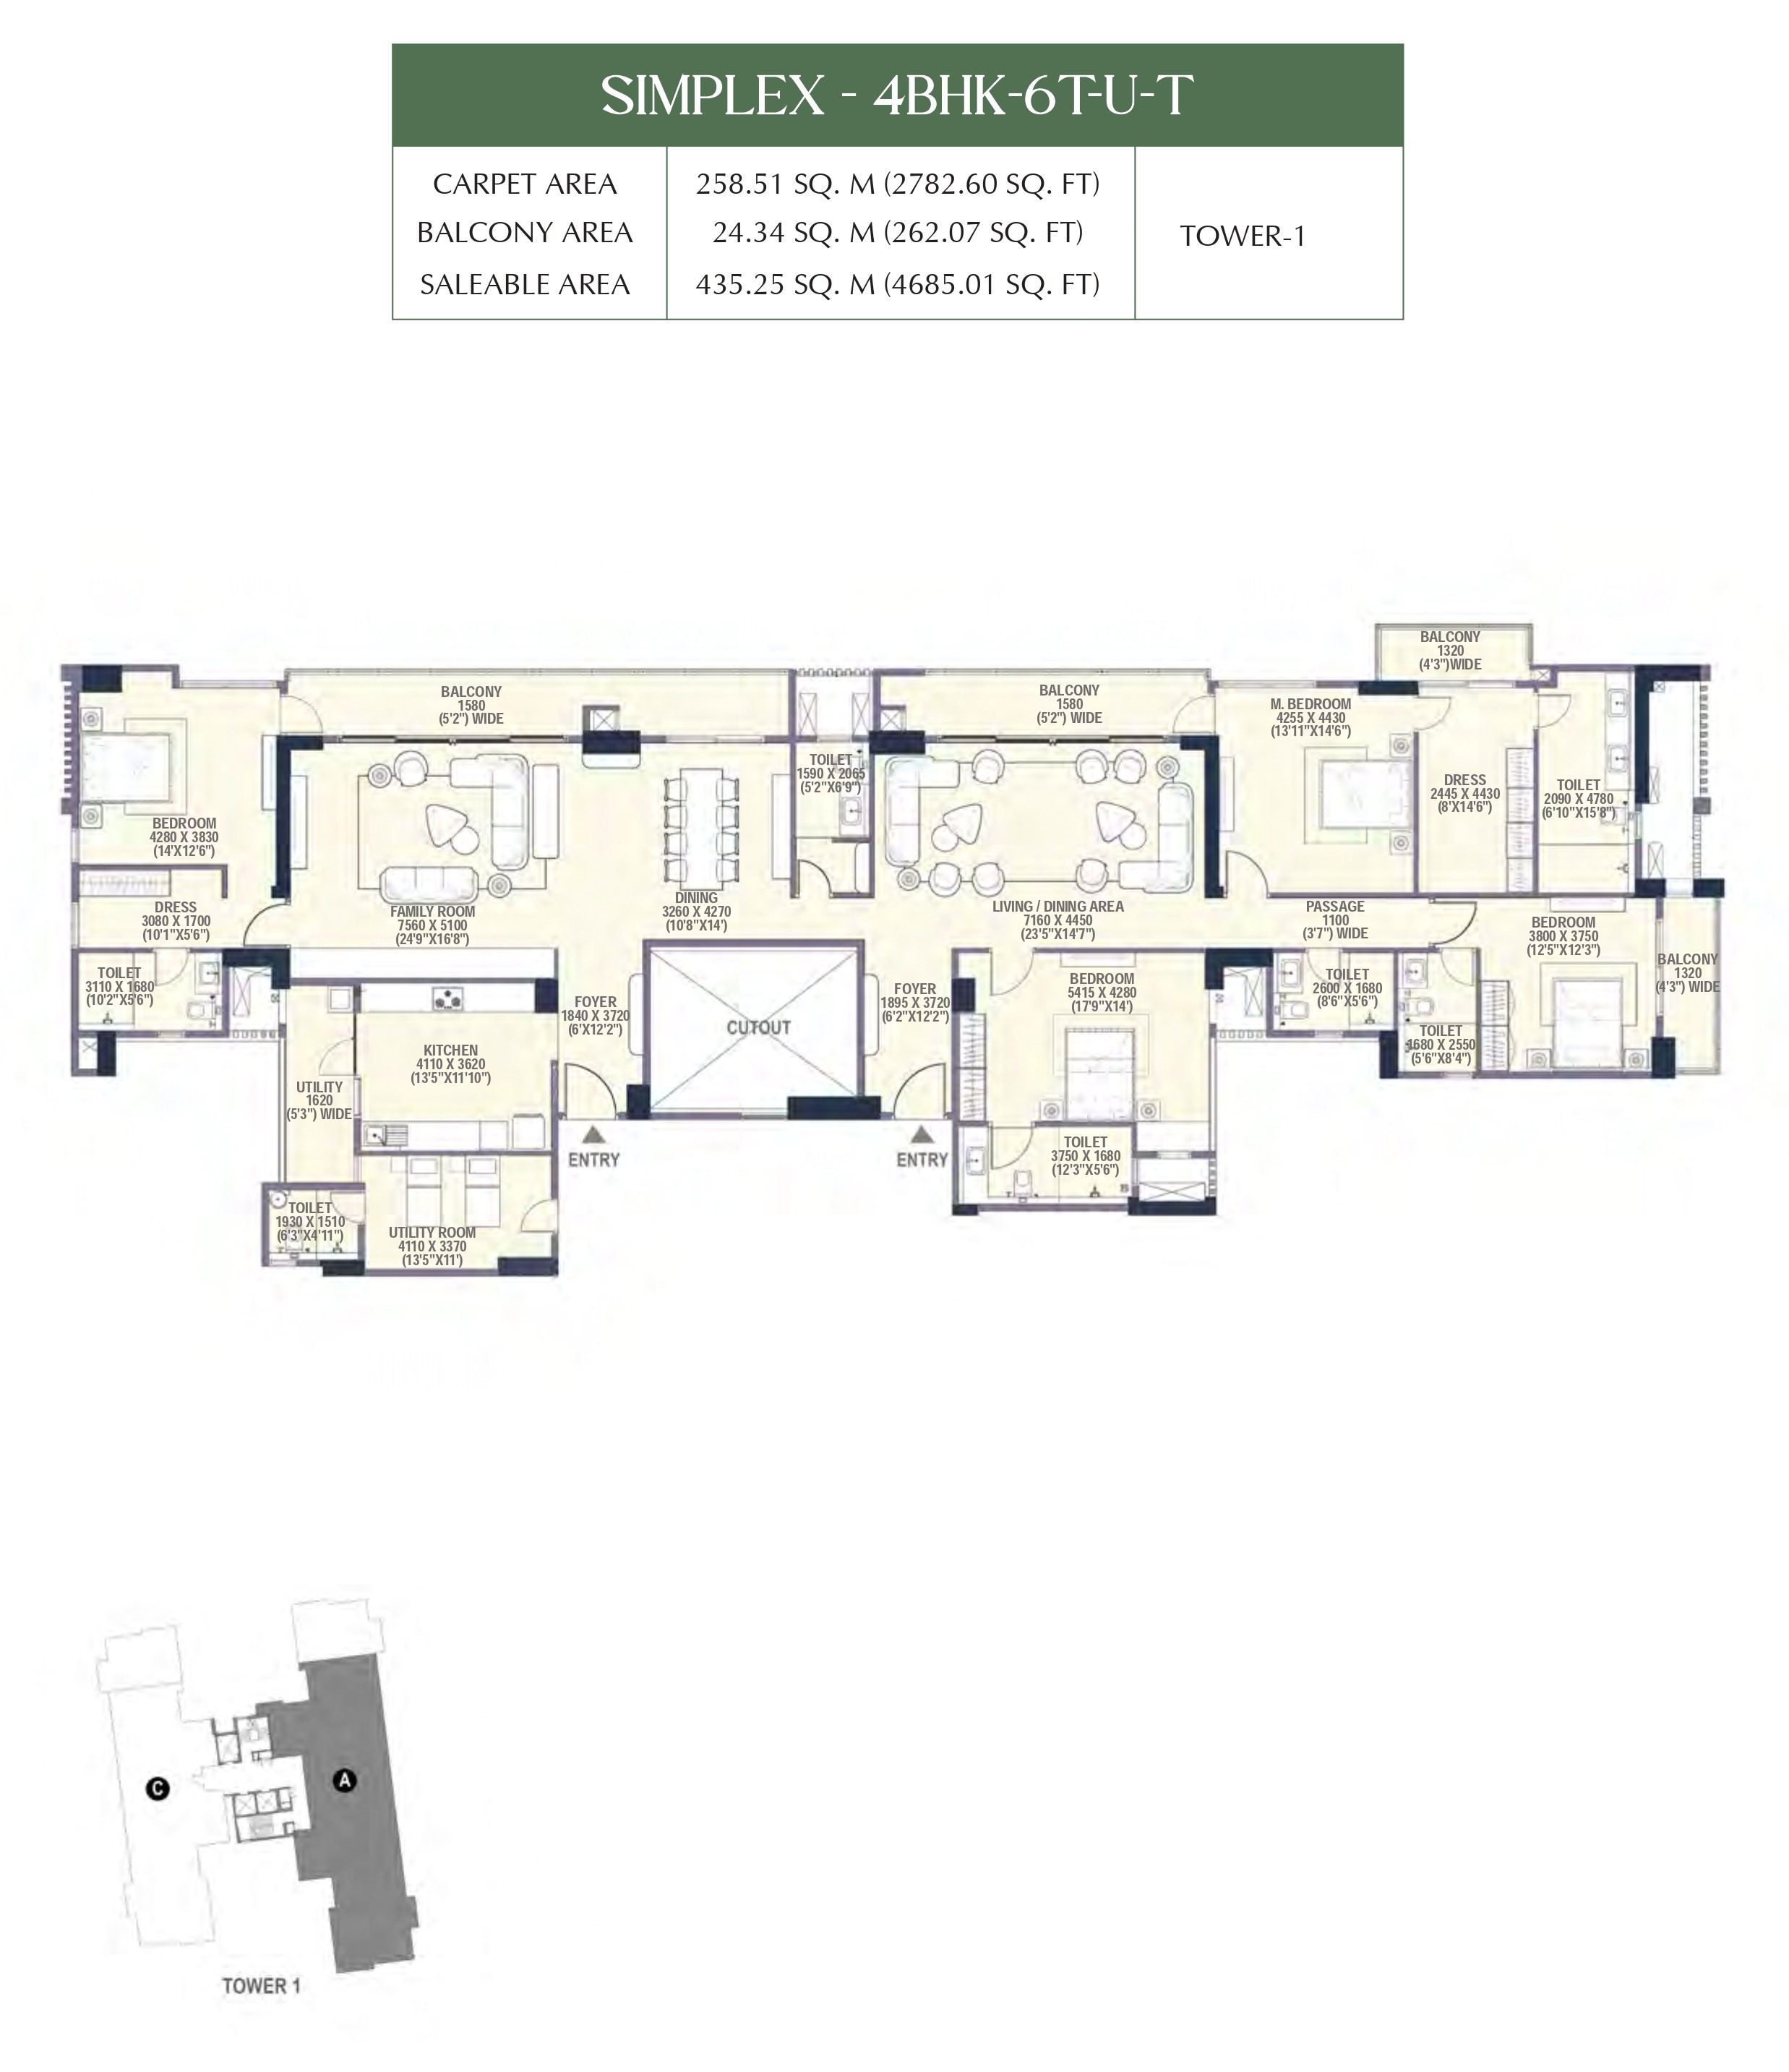 SIMPLEX - 4BHK-6T-U-T
CARPET AREA
258.51 SQ. M (2782.60 SQ. FT)
BALCONY AREA
24.34 SQ. M (262.07 SQ. FT)
TOWER-1
SALEABLE AREA
435.25 SQ. M (4685.01 SQ. FT)
BALCONY
1320
(4'3")WIDE
BALCONY
1580
(5'2") WIDE
BALCONY
1580
(5'2") WIDE
M. BEDROOM
4255 X 4430
(13'11"X14'6")
TOILET
1590 X 2065
(5'2"X6'9")
DRESS
2445 X 4430
(8'X14'6")
TOILET
2090 X 4780
(6'10"X15'8")
BEDROOM
4280 X 3830
(14'X12'6")
DRESS
3080 X 1700
(10'1"X5'6")
FAMILY ROOM
7560 X 5100
(24'9"X16'8")
DINING
3260 X 4270
(10'8"X14')
LIVING / DINING AREA
7160 X 4450
(23'5"X14'7")
PASSAGE
1100
(3'7") WIDE
BEDROOM
3800 X 3750
(12'5"X12'3")
BALCONY
1320
(4'3") WIDE
TOILET
3110 X 1680
(10'2"X5'6")
FOYER
1840 X 3720
(6'X12'2")
CUTOUT
FOYER
1895 X 3720
(6'2"X12'2")
BEDROOM
5415 X 4280
(17'9"X14')
TOILET
2600 X 1680
(8'6"X5'6")
TOILET
1680 X 2550
(5'6"X8'4")
KITCHEN
4110 X 3620
(13'5"X11'10")
UTILITY
1620
(5'3") WIDE
ENTRY
ENTRY
TOILET
3750 X 1680
(12'3"X5'6")
TOILET
1930 X 1510
(6'3"X4'11")
UTILITY ROOM
4110 X 3370
(13'5"X11')
C
A
TOWER 1